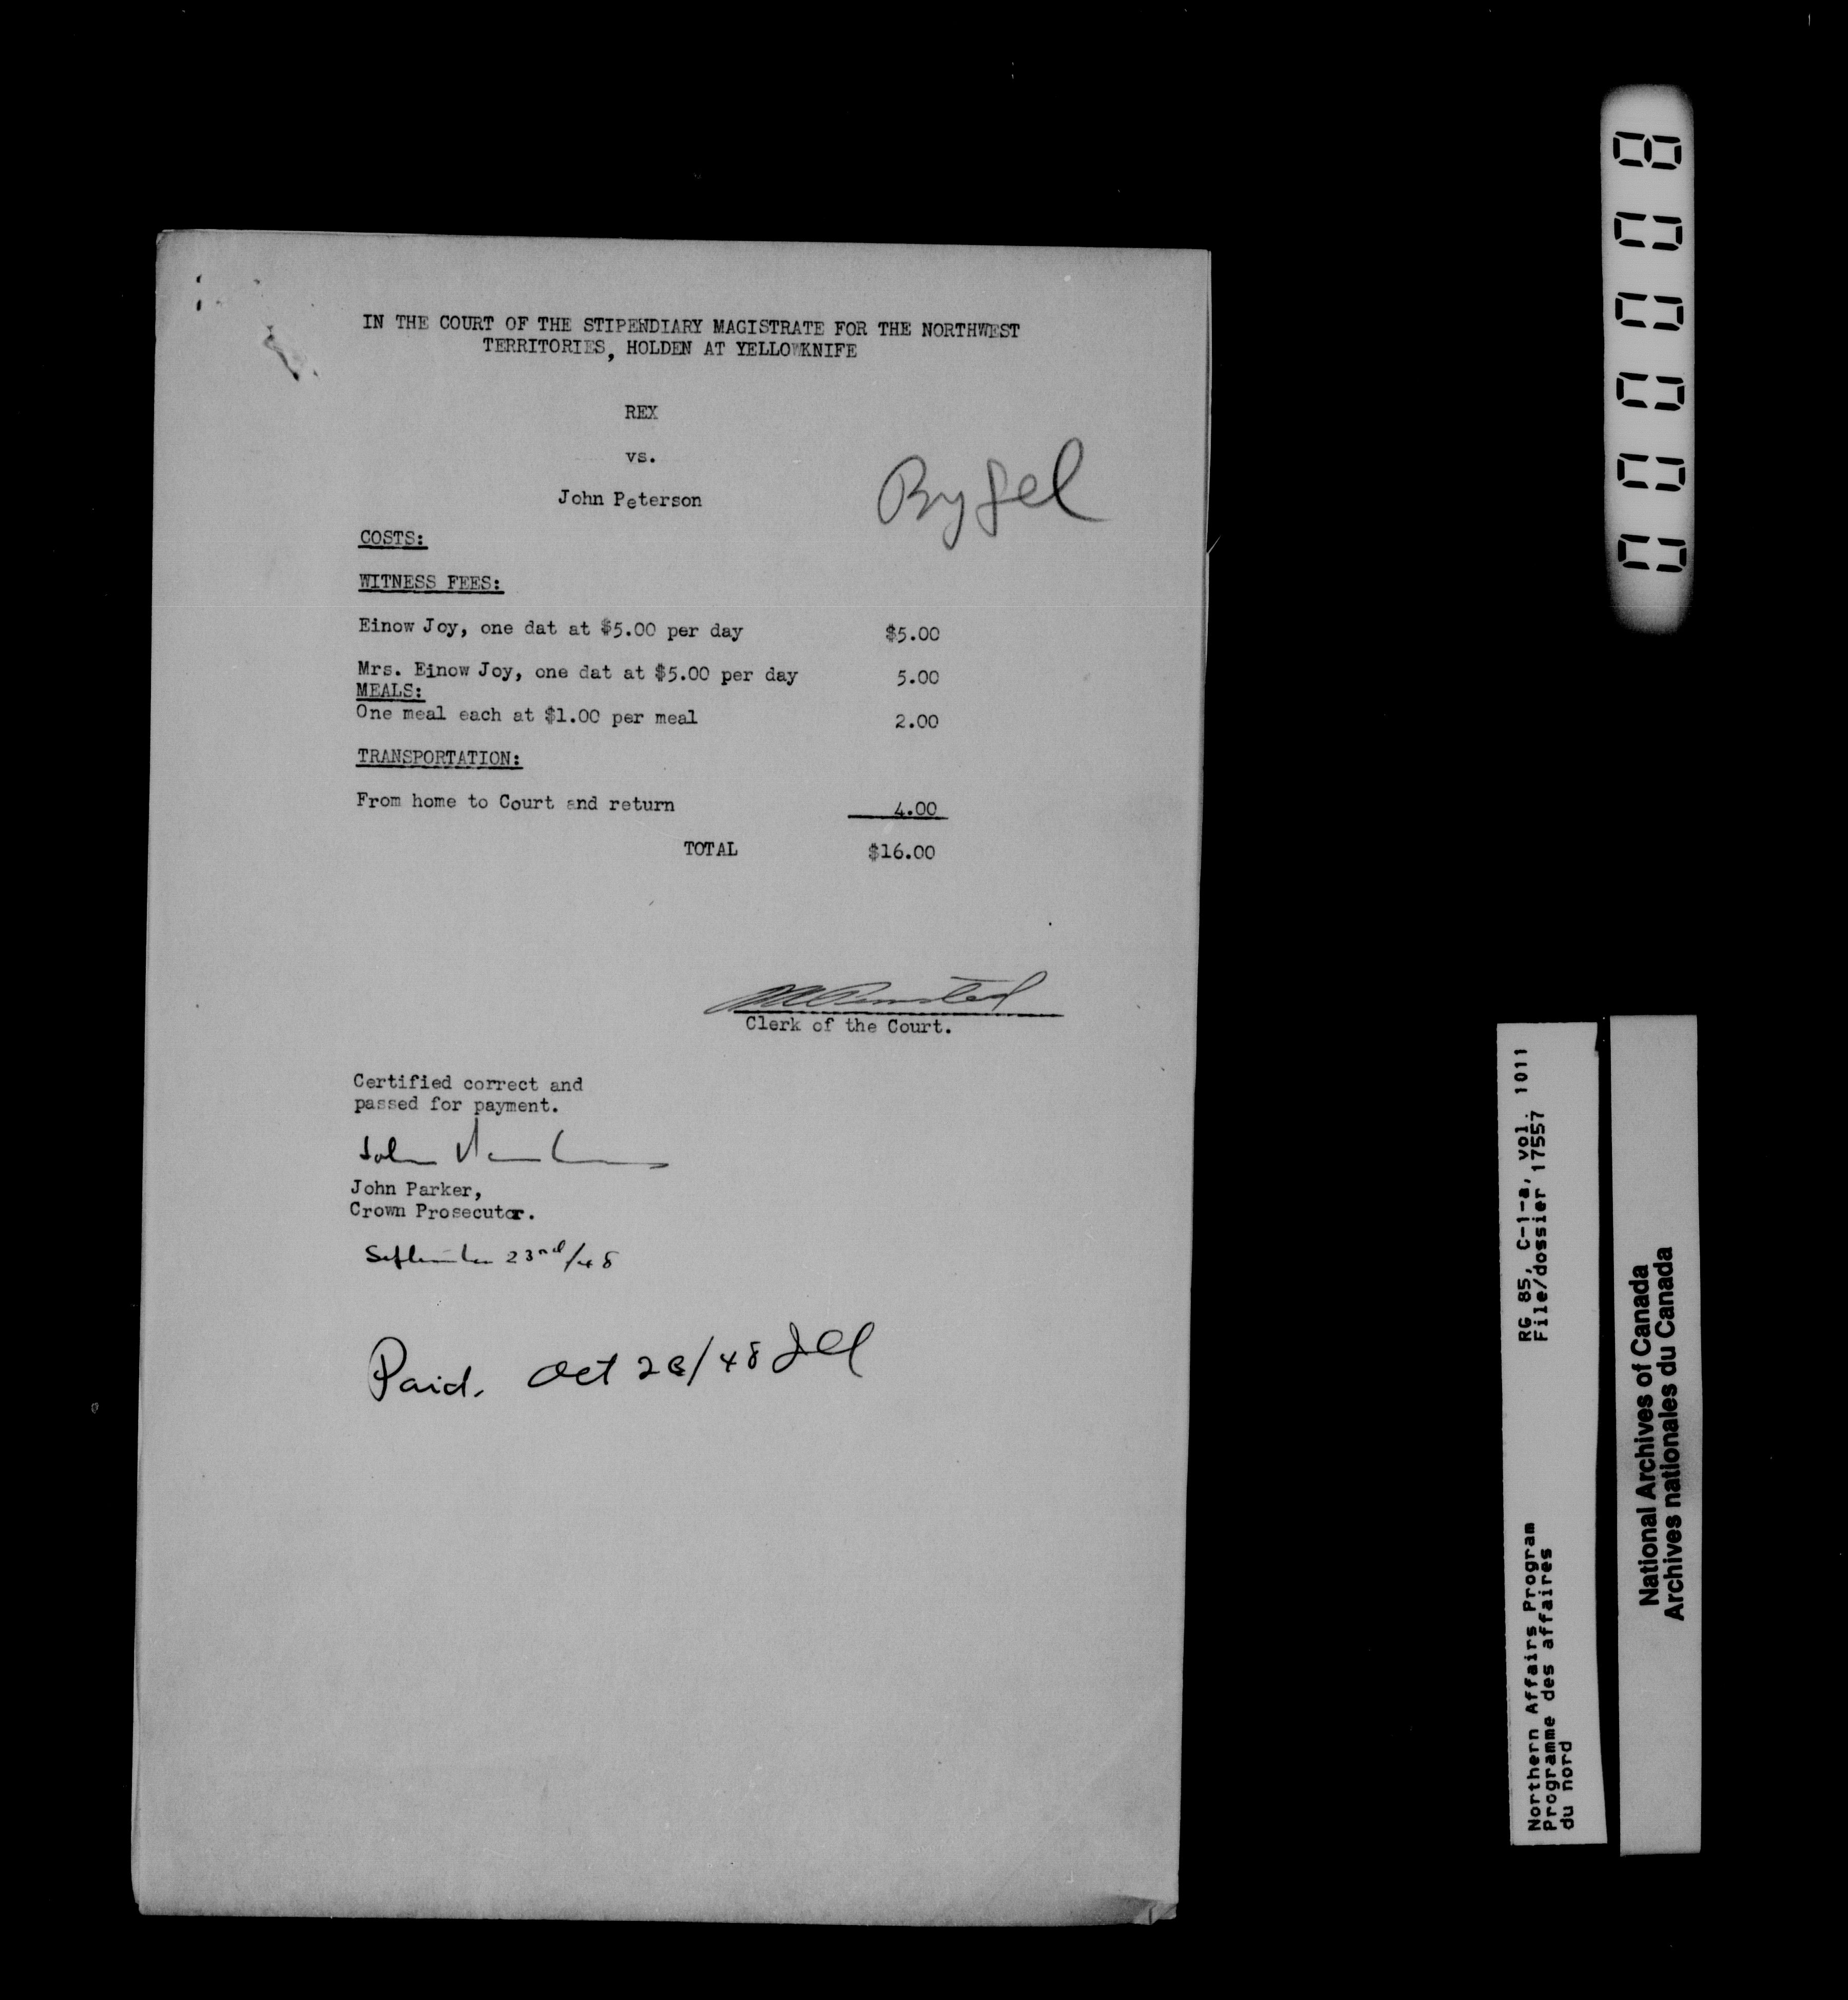 IN THE COURT OF THE STIPENDIARY MAGISTRATE FOR THE NORTHWEST
TERRITORIES, HOLDEN AT YELLOWKNIFE
REX
vs.
John Peterson
COSTS:
WITNESS FEES:
Einow Joy, one dat at $5.00 per day $5.00
Mrs. Einow Joy, one dat at $5.00 per day 5.00
MEALS:
One meal each at $1.00 per meal 2.00
TRANSPORTATION:
From home to Court and return 4.00
TOTAL $16.00
Clerk of the Court.
Certified correct and
passed for payment.
John Parker
John Parker,
Crown Prosecutor.
September 23nd/48
Paid. Oct 28/48
000008
RG 85, C-1-a, vol. 1011
File/dossier 17557
Northern Affairs Program
Programme des affaires
du nord
National Archives of Canada
Archives nationales du Canada